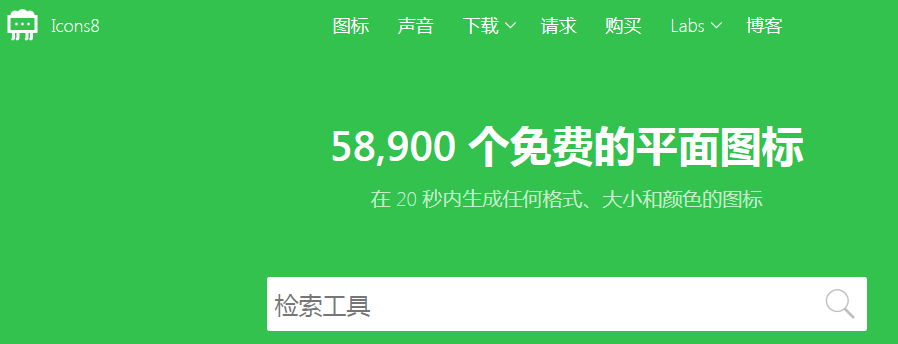 Icons8 图标 声音 下载 请求 购买 Labs 博客
58,900 个免费的平面图标
在 20 秒内生成任何格式、大小和颜色的图标
检索工具